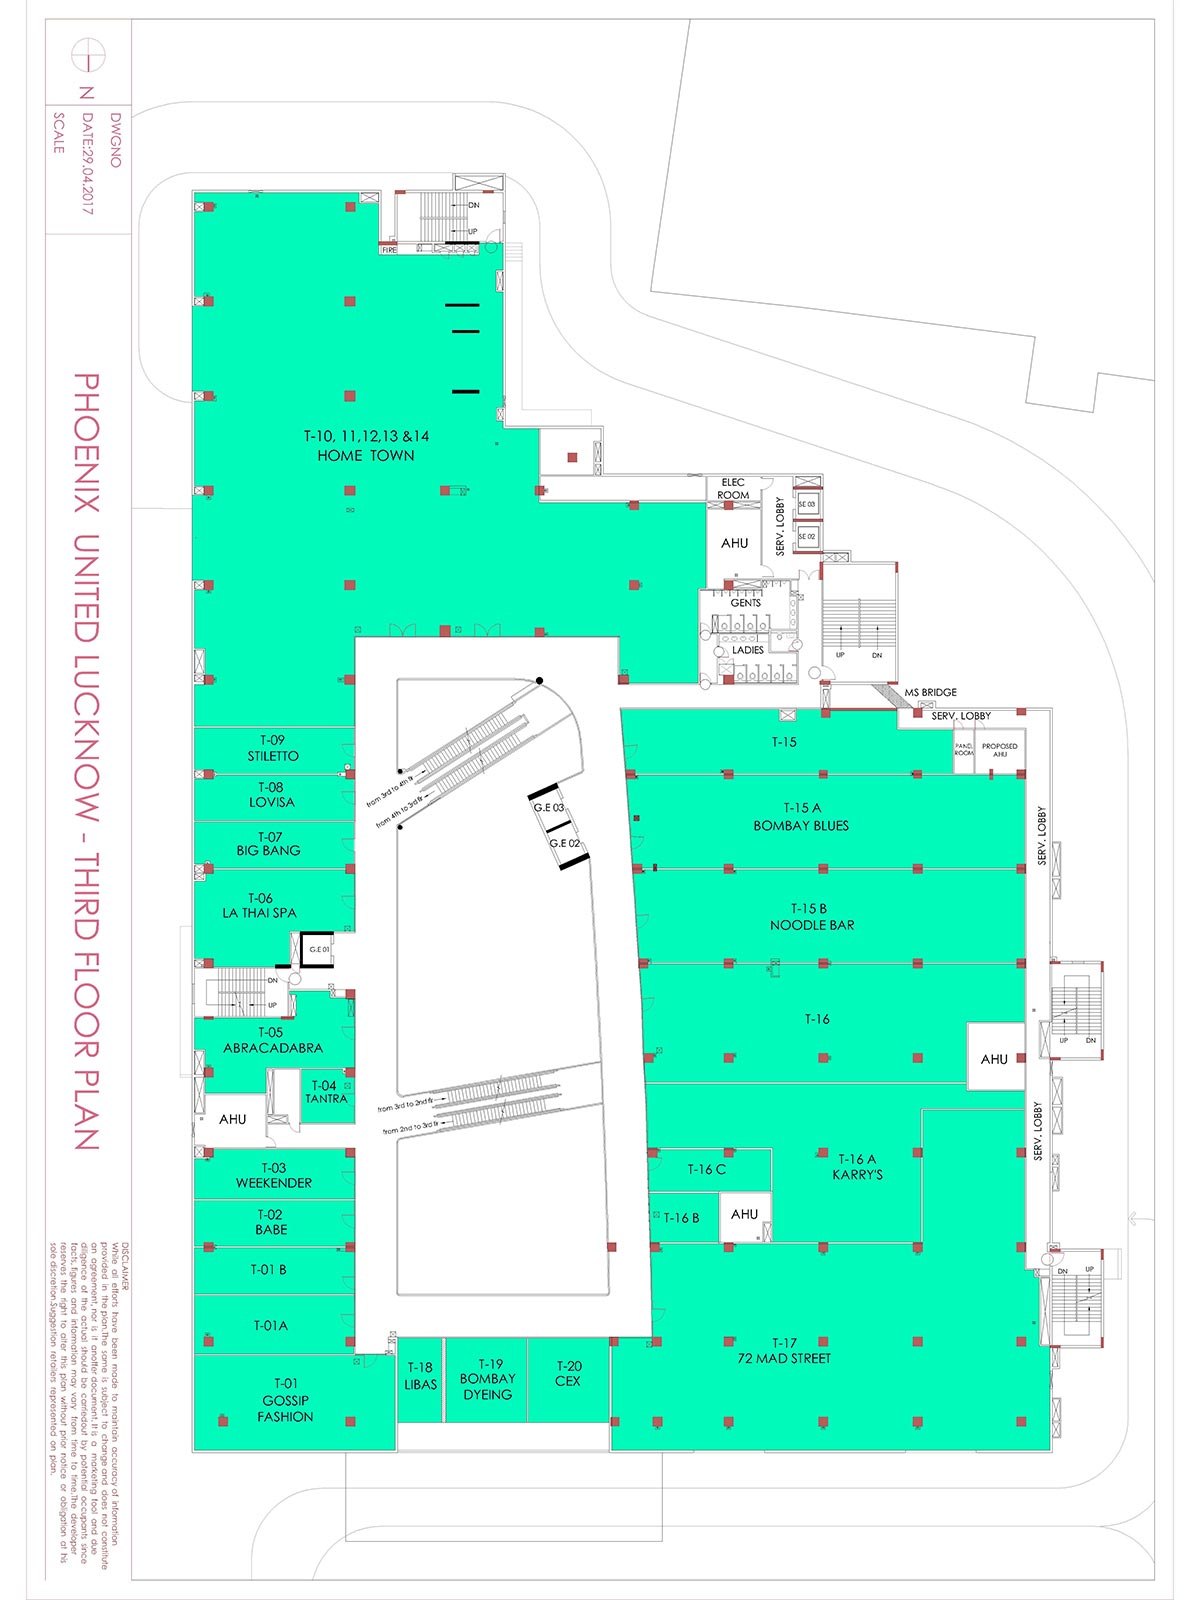 N
DWGNO
DATE:29.04.2017
SCALE
PHOENIX UNITED LUCKNOW - THIRD FLOOR PLAN
DISCLAIMER
While all efforts have been made to maintain accuracy of information
provided in the plan.The same is subject to change and does not constitute
an agreement, nor is it anoffer document. It is a marketing tool and due
diligence of the actual should be carriedout by potential occupants since
facts, figures and information may vary from time to time.The developer
reserves the right to alter this plan without prior notice or obligation at his
sole discretion.Suggestion retailers represented on plan.
DN
UP
FIRE
T-10, 11,12,13 &14
HOME TOWN
ELEC
ROOM
SERV. LOBBY
SE 03
SE 02
AHU
GENTS
LADIES
UP
DN
MS BRIDGE
SERV. LOBBY
PANEL
ROOM
PROPOSED
AHU
T-15
T-09
STILETTO
T-08
LOVISA
T-07
BIG BANG
T-06
LA THAI SPA
G.E 01
DN
UP
T-05
ABRACADABRA
T-04
TANTRA
AHU
T-03
WEEKENDER
T-02
BABE
T-01 B
T-01A
T-01
GOSSIP
FASHION
from 3rd to 4th flr
from 4th to 3rd flr
G.E 03
G.E 02
from 3rd to 2nd flr
from 2nd to 3rd flr
T-15 A
BOMBAY BLUES
SERV. LOBBY
T-15 B
NOODLE BAR
T-16
AHU
UP
DN
SERV. LOBBY
T-16 A
KARRY'S
T-16 C
T-16 B
AHU
DN
UP
T-17
72 MAD STREET
T-18
LIBAS
T-19
BOMBAY
DYEING
T-20
CEX